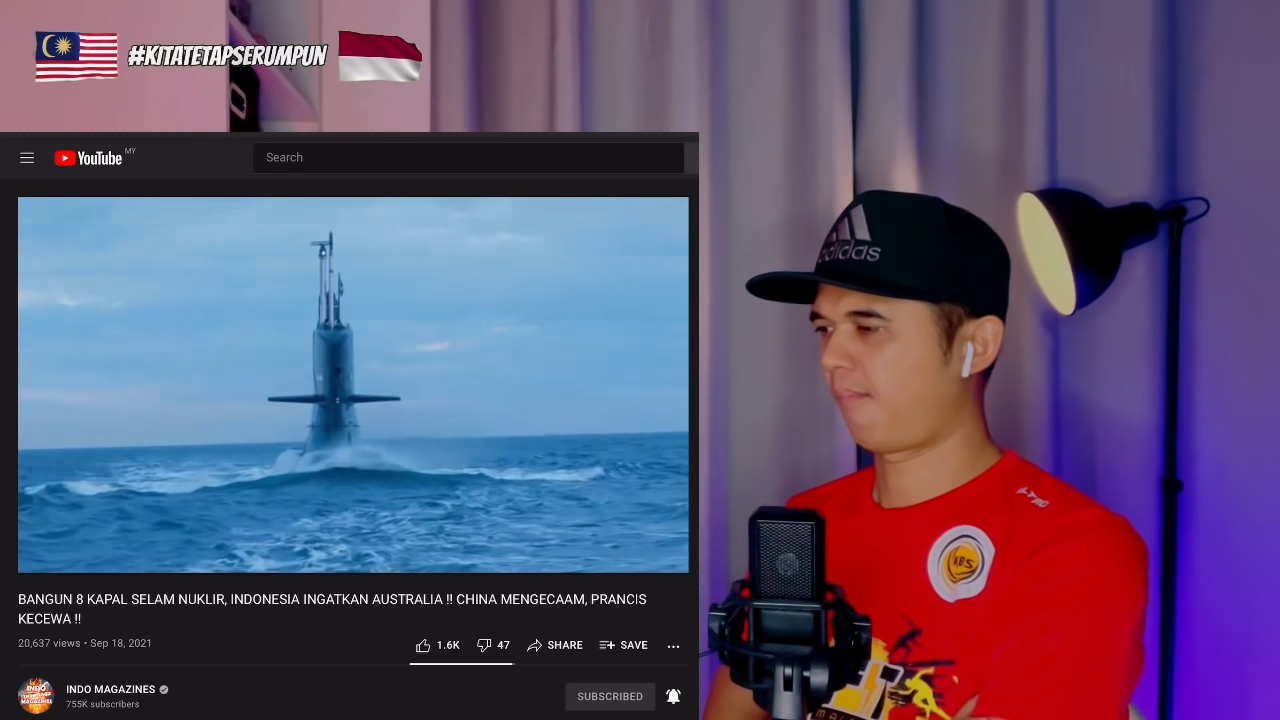 #KITATETAPSERUMPUN
YouTube MY
Search
adidas
KBS
BANGUN 8 KAPAL SELAM NUKLIR, INDONESIA INGATKAN AUSTRALIA !! CHINA MENGECAAM, PRANCIS
KECEWA !!
20,637 views • Sep 18, 2021
1.6K
47
SHARE
SAVE
INDO MAGAZINES
755K subscribers
SUBSCRIBED